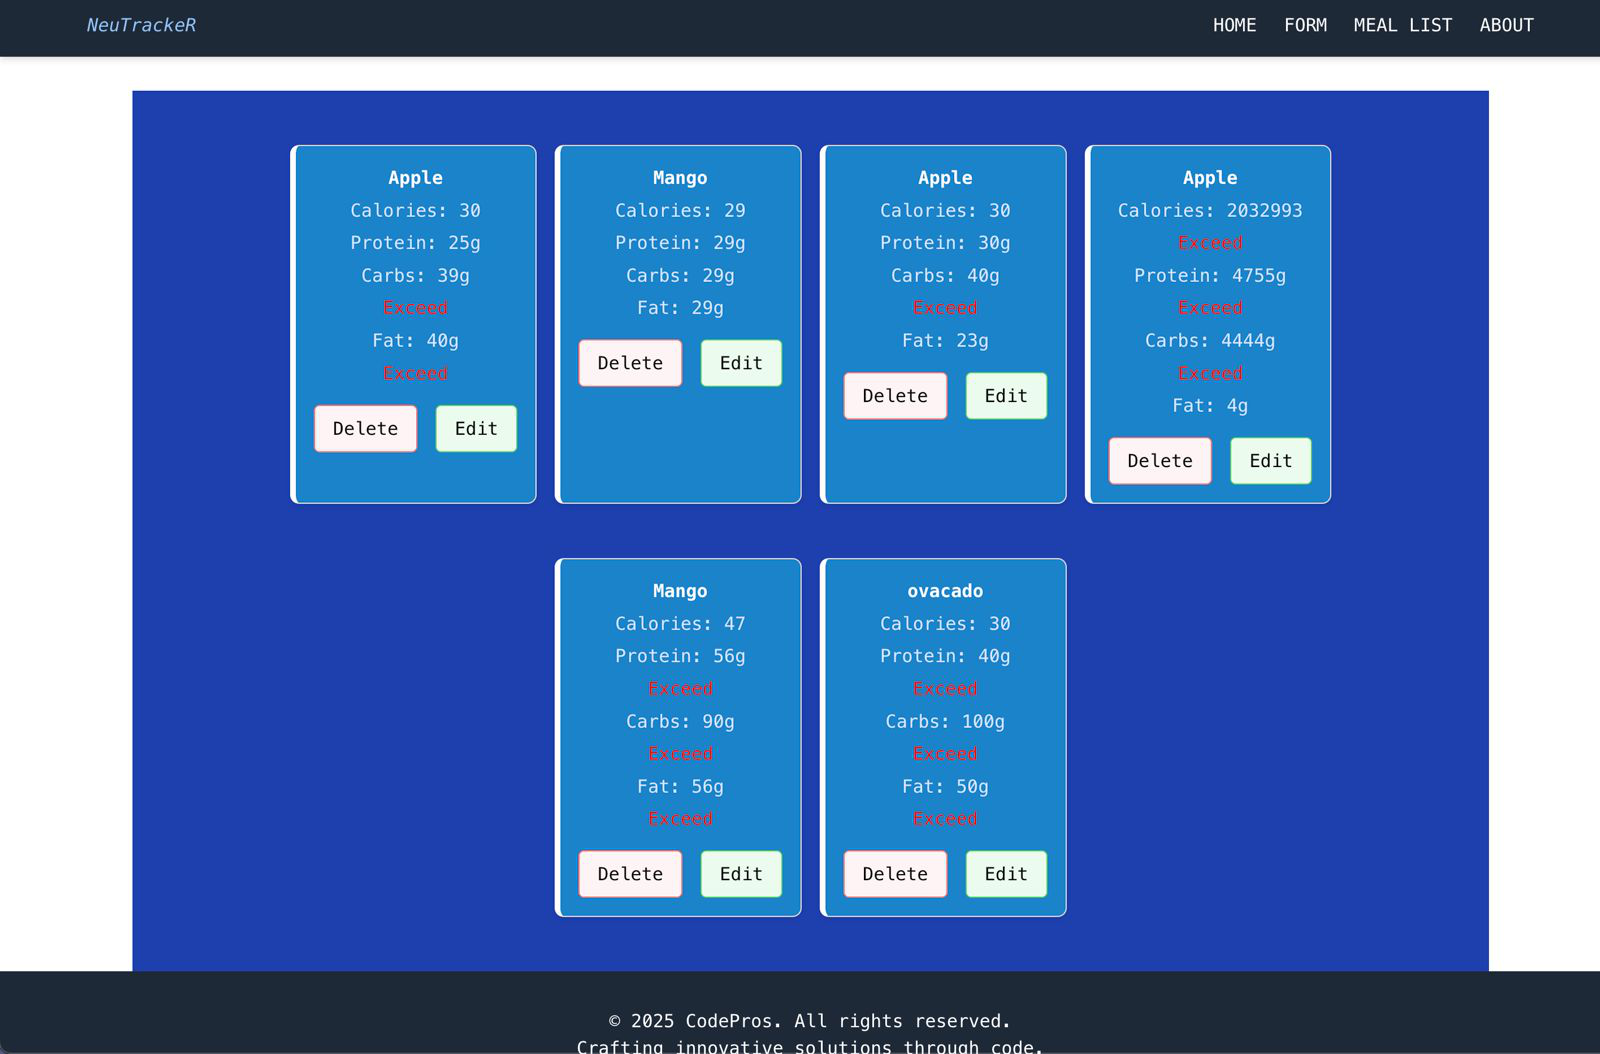 NeuTrackeR
HOME FORM MEAL LIST ABOUT
Apple
Calories: 30
Protein: 25g
Carbs: 39g
Exceed
Fat: 40g
Exceed
Delete Edit
Mango
Calories: 29
Protein: 29g
Carbs: 29g
Fat: 29g
Delete Edit
Apple
Calories: 30
Protein: 30g
Carbs: 40g
Exceed
Fat: 23g
Delete Edit
Apple
Calories: 2032993
Exceed
Protein: 4755g
Exceed
Carbs: 4444g
Exceed
Fat: 4g
Delete Edit
Mango
Calories: 47
Protein: 56g
Exceed
Carbs: 90g
Exceed
Fat: 56g
Exceed
Delete Edit
ovacado
Calories: 30
Protein: 40g
Exceed
Carbs: 100g
Exceed
Fat: 50g
Exceed
Delete Edit
© 2025 CodePros. All rights reserved.
Crafting innovative solutions through code.